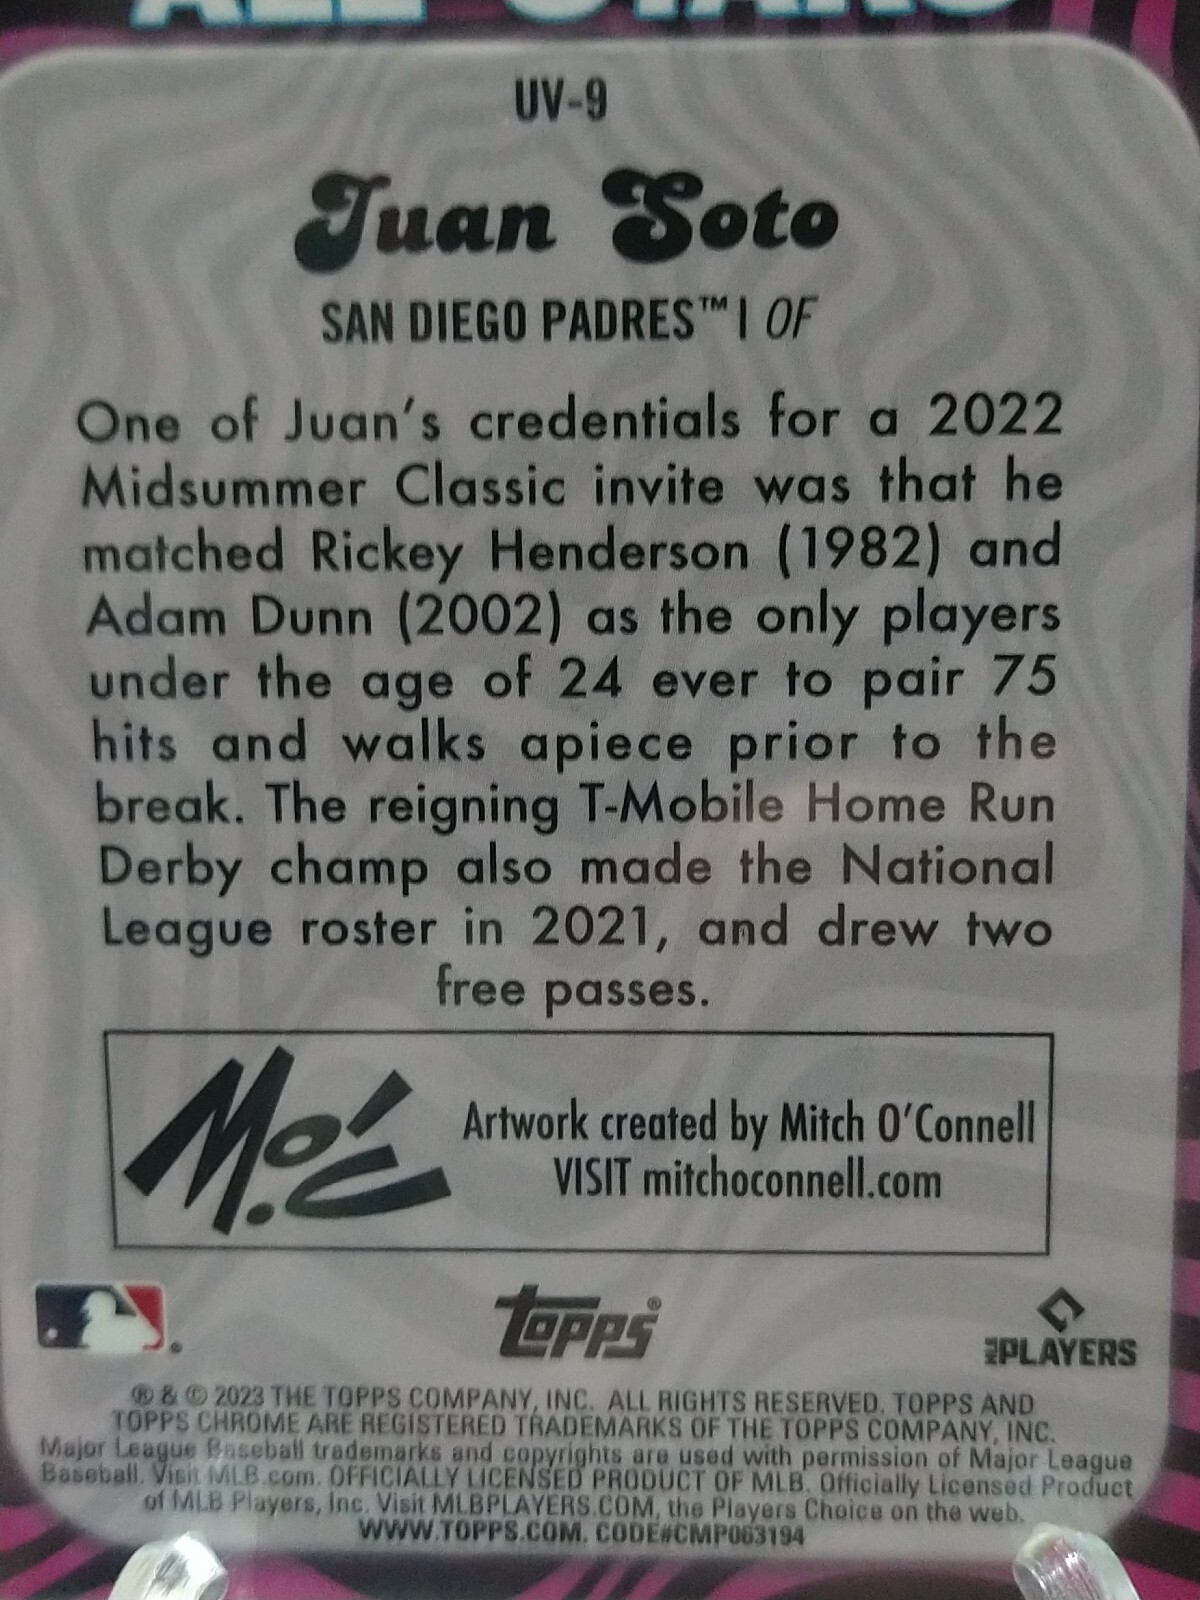 ALL STARS
UV-9
Juan Soto
SAN DIEGO PADRES™ | OF
One of Juan's credentials for a 2022
Midsummer Classic invite was that he
matched Rickey Henderson (1982) and
Adam Dunn (2002) as the only players
under the age of 24 ever to pair 75
hits and walks apiece prior to the
break. The reigning T-Mobile Home Run
Derby champ also made the National
League roster in 2021, and drew two
free passes.
Mo'C
Artwork created by Mitch O'Connell
VISIT mitchoconnell.com
Topps®
PLAYERS
® & © 2023 THE TOPPS COMPANY, INC. ALL RIGHTS RESERVED. TOPPS AND
TOPPS CHROME ARE REGISTERED TRADEMARKS OF THE TOPPS COMPANY, INC.
Major League Baseball trademarks and copyrights are used with permission of Major League
Baseball. Visit MLB.com. OFFICIALLY LICENSED PRODUCT OF MLB. Officially Licensed Product
of MLB Players, Inc. Visit MLBPLAYERS.COM, the Players Choice on the web.
WWW.TOPPS.COM. CODE#CMP063194